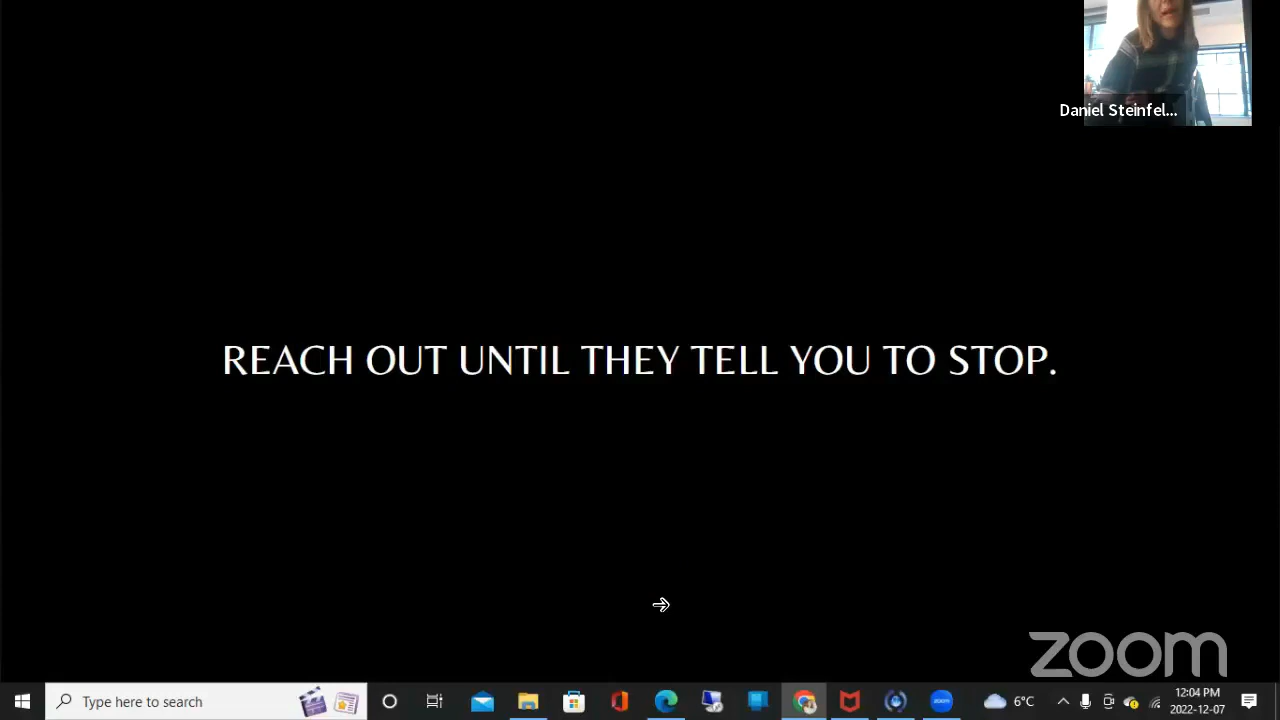 Daniel Steinfel...
REACH OUT UNTIL THEY TELL YOU TO STOP.
zoom
Type here to search
zoom
6°C
12:04 PM
2022-12-07